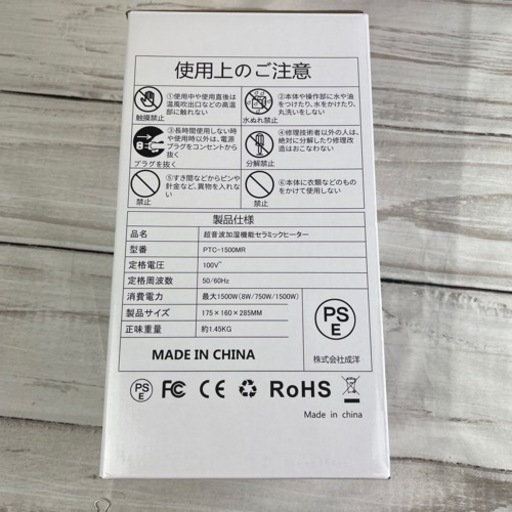 使用上のご注意
①使用中や使用直後は
温風吹出口などの高温
部に触れない
触摸禁止
②本体や操作部に水や油
をつけたり、水をかけたり、
丸洗いをしない
水ぬれ禁止
③長時間使用しない時
や使用時以外は、電源
プラグをコンセントから
抜く
プラグを抜く
④修理技術者以外の人は、
絶対に分解したり修理改
造はおこなわない
分解禁止
⑤すき間などからピンや
針金など、異物を入れな
い
禁止
⑥本体に衣類などのもの
をかけて使用しない
禁止
製品仕様
品名 超音波加湿機能セラミックヒーター
型番 PTC-1500MR
定格電圧 100V~
定格周波数 50/60Hz
消費電力 最大1500W(8W/750W/1500W)
製品サイズ 175×160×285MM
正味重量 約1.45KG
PS
E
株式会社成洋
MADE IN CHINA
PS
E
FC CE RoHS
Made in china